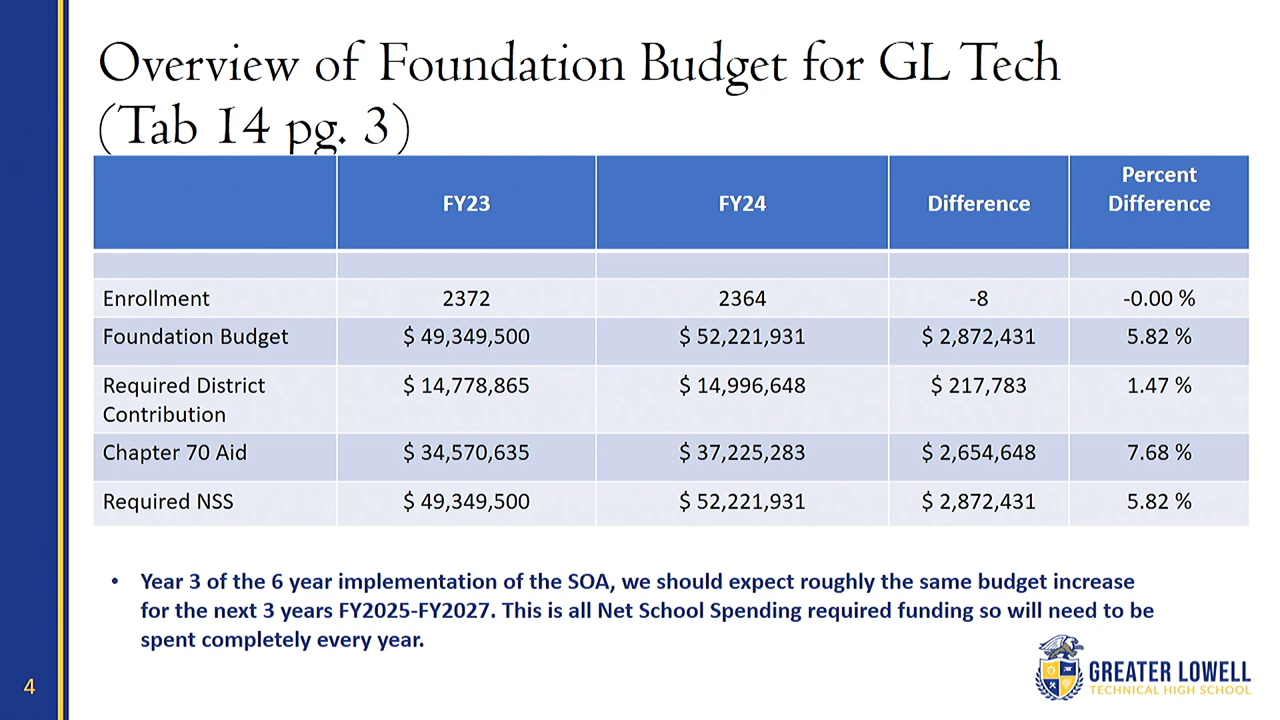 Overview of Foundation Budget for GL Tech
(Tab 14 pg. 3)
FY23 FY24 Difference Percent Difference
Enrollment 2372 2364 -8 -0.00 %
Foundation Budget $ 49,349,500 $ 52,221,931 $ 2,872,431 5.82 %
Required District Contribution $ 14,778,865 $ 14,996,648 $ 217,783 1.47 %
Chapter 70 Aid $ 34,570,635 $ 37,225,283 $ 2,654,648 7.68 %
Required NSS $ 49,349,500 $ 52,221,931 $ 2,872,431 5.82 %
• Year 3 of the 6 year implementation of the SOA, we should expect roughly the same budget increase
for the next 3 years FY2025-FY2027. This is all Net School Spending required funding so will need to be
spent completely every year.
GREATER LOWELL
TECHNICAL HIGH SCHOOL
4